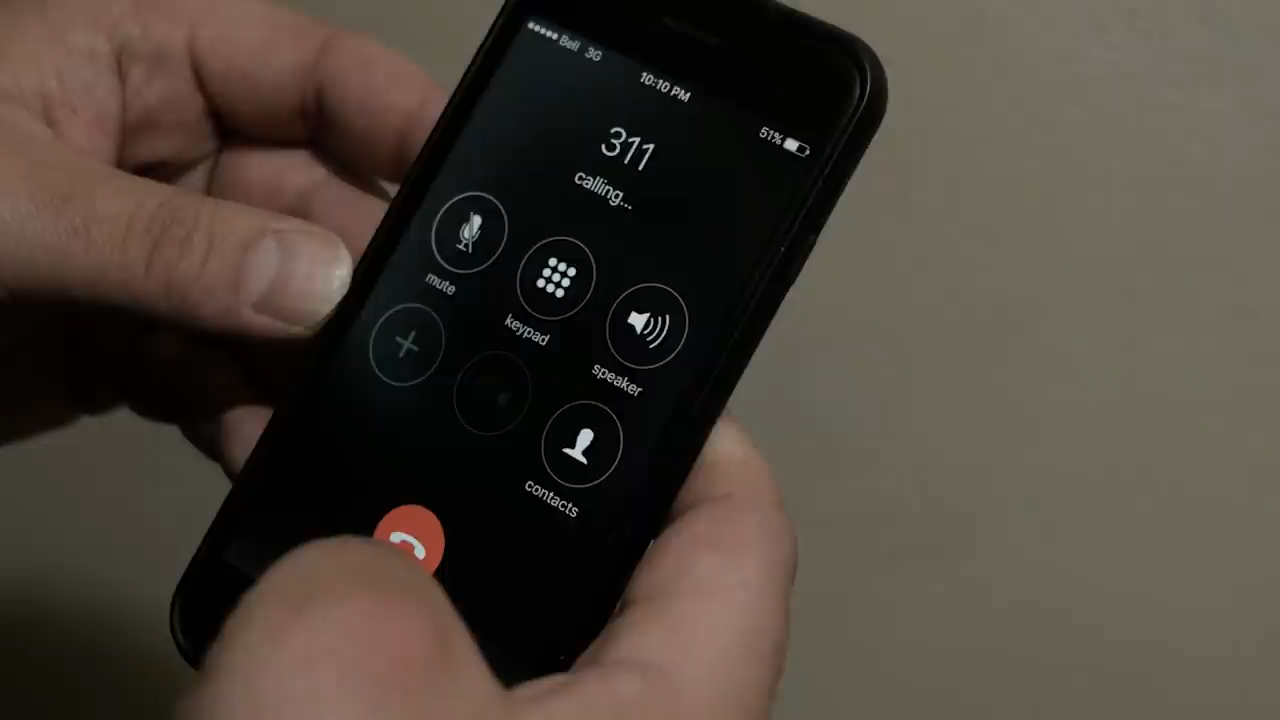 ●●●●● Bell 3G
10:10 PM
51%
311
calling...
mute
keypad
speaker
contacts